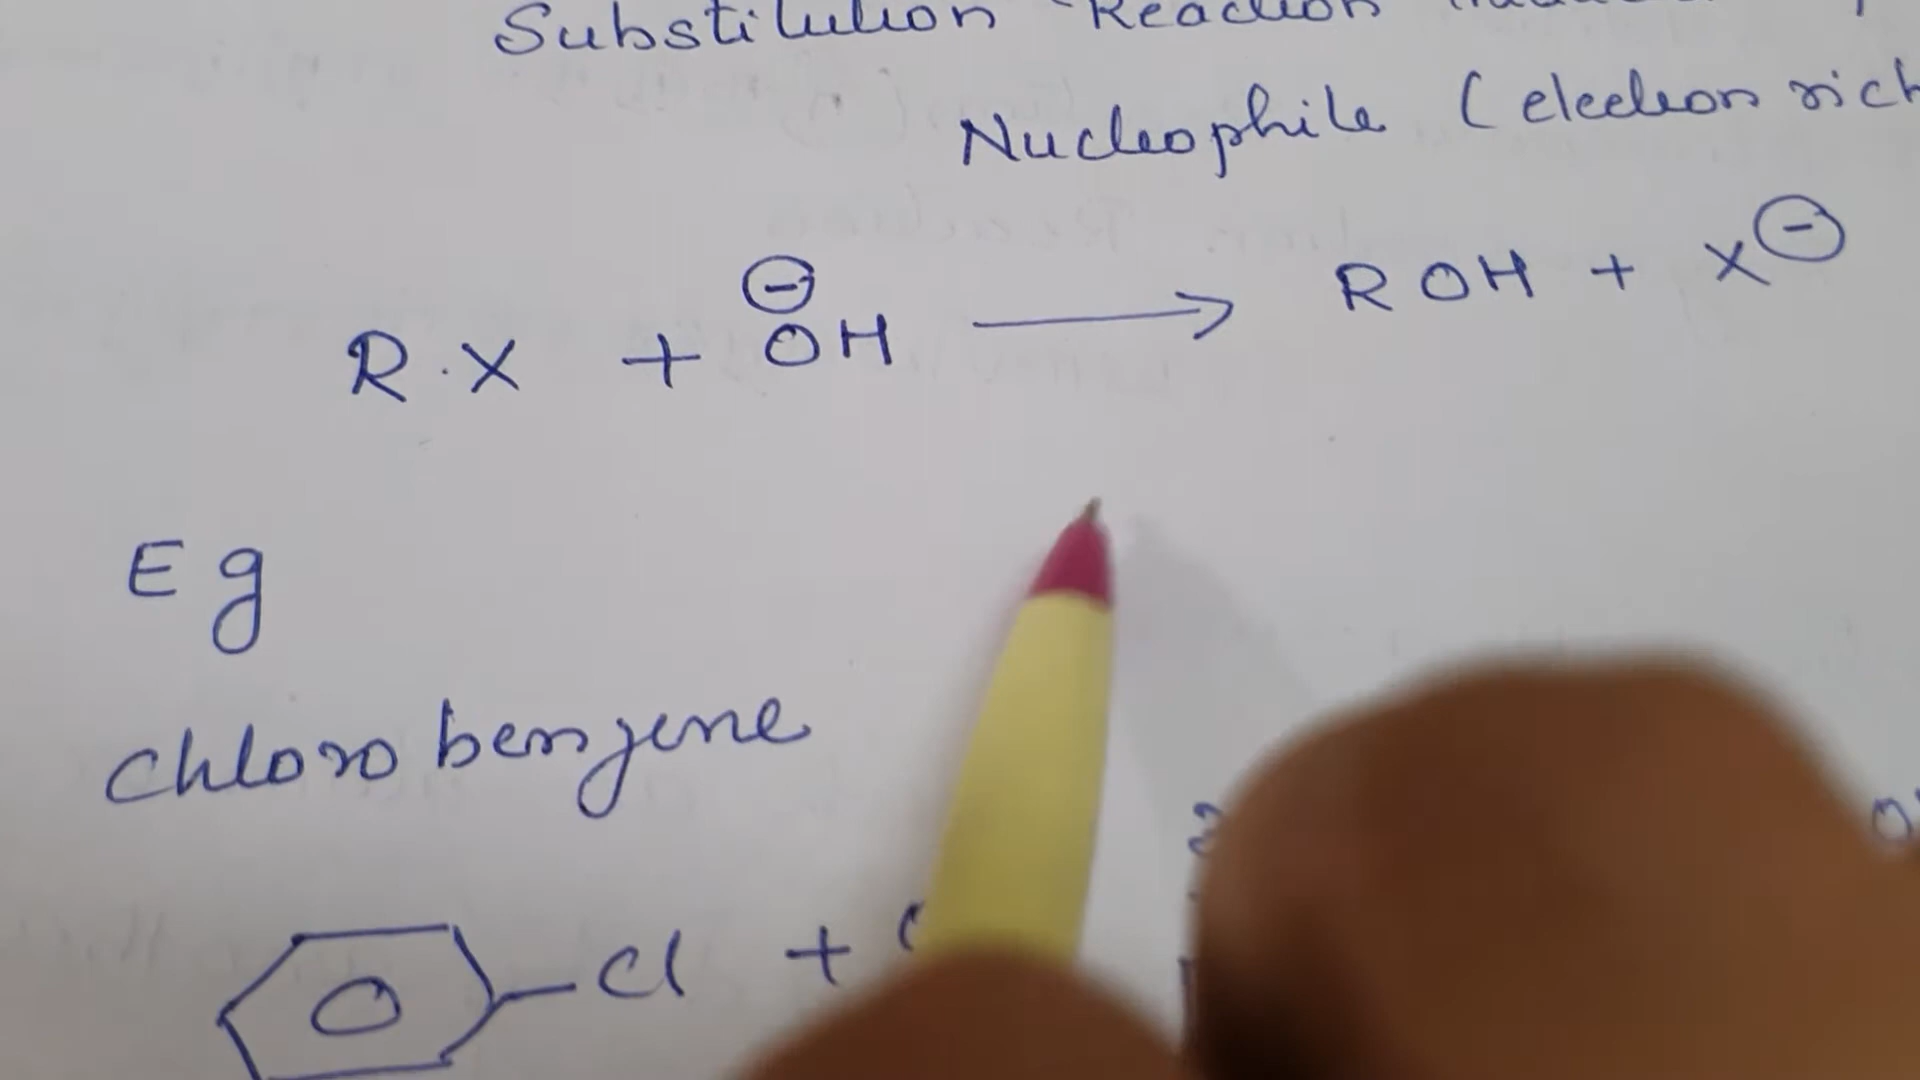 Substitution Reaction
Nucleophile (electron rich
R.X + ⊖OH → ROH + X⊖
Eg
Chlorobenzene
Cl +